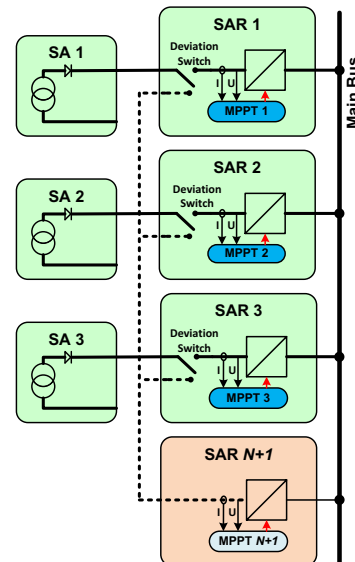 SA 1
SAR 1
Deviation
Switch
I
U
MPPT 1
Main Bus
SA 2
SAR 2
Deviation
Switch
I
U
MPPT 2
SA 3
SAR 3
Deviation
Switch
I
U
MPPT 3
SAR N+1
I
U
MPPT N+1